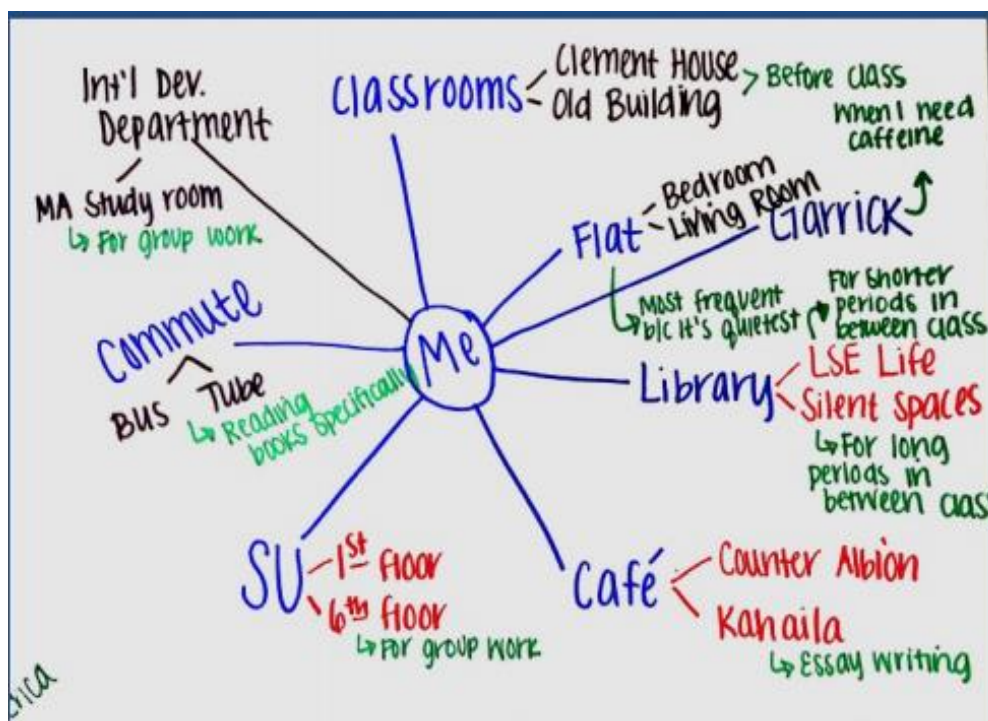 Int'l Dev.
Department
MA Study room
↳ For group work
Classrooms
Clement House
Old Building
> Before class
When I need
caffeine
Flat
Bedroom
Living Room
Most frequent
b/c it's quietest
Garrick
For shorter
periods in
between class
Library
LSE Life
Silent spaces
↳ For long
periods in
between class
Me
Commute
BUS
Tube
↳ Reading
books specifically
SU
1st floor
6th floor
↳ For group work
Café
Counter Albion
Kahaila
↳ Essay writing